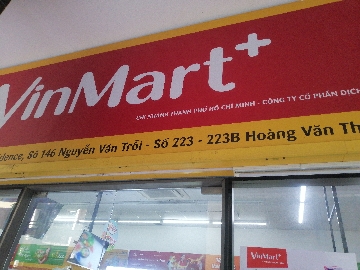 VinMart+
CHI NHÁNH THÀNH PHỐ HỒ CHÍ MINH - CÔNG TY CỔ PHẦN DỊCH
dence, Số 146 Nguyễn Văn Trỗi - Số 223 - 223B Hoàng Văn Th
VinMart+